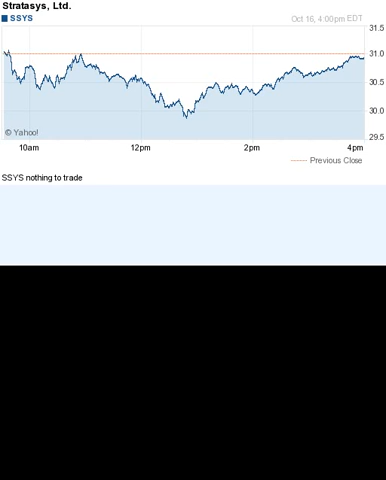 Stratasys, Ltd.
SSYS
Oct 16, 4:00pm EDT
31.5
31.0
30.5
30.0
29.5
© Yahoo!
10am 12pm 2pm 4pm
Previous Close
SSYS nothing to trade